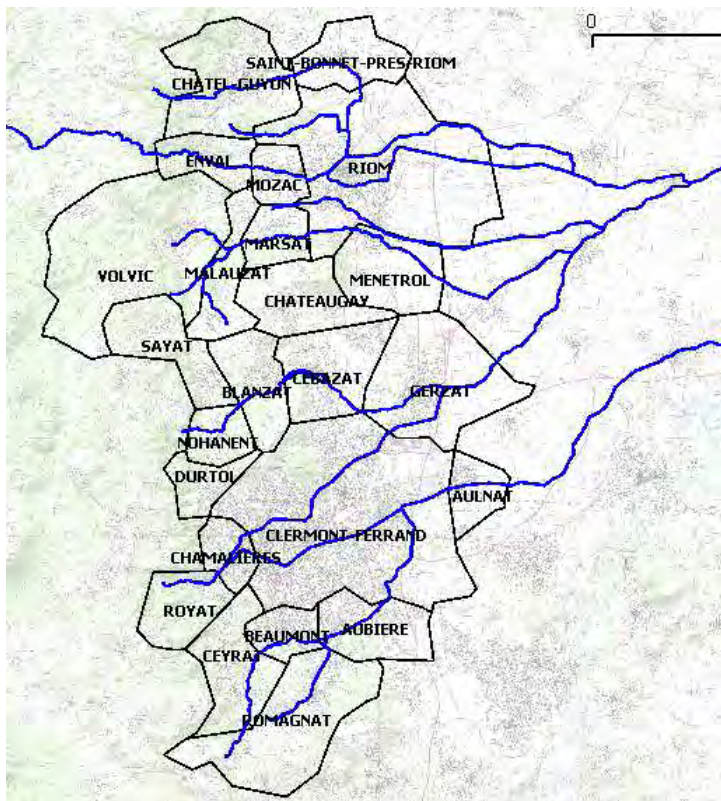 0
SAINT-BONNET-PRES-RIOM
CHATEL-GUYON
ENVAL
RIOM
MOZAC
MARSAT
VOLVIC
MALAUZAT
MENETROL
CHATEAUGAY
SAYAT
CEBAZAT
BLANZAT
GERZAT
NOHANENT
DURTOL
AULNAT
CLERMONT-FERRAND
CHAMALIERES
ROYAT
BEAUMONT
AUBIERE
CEYRAT
ROMAGNAT